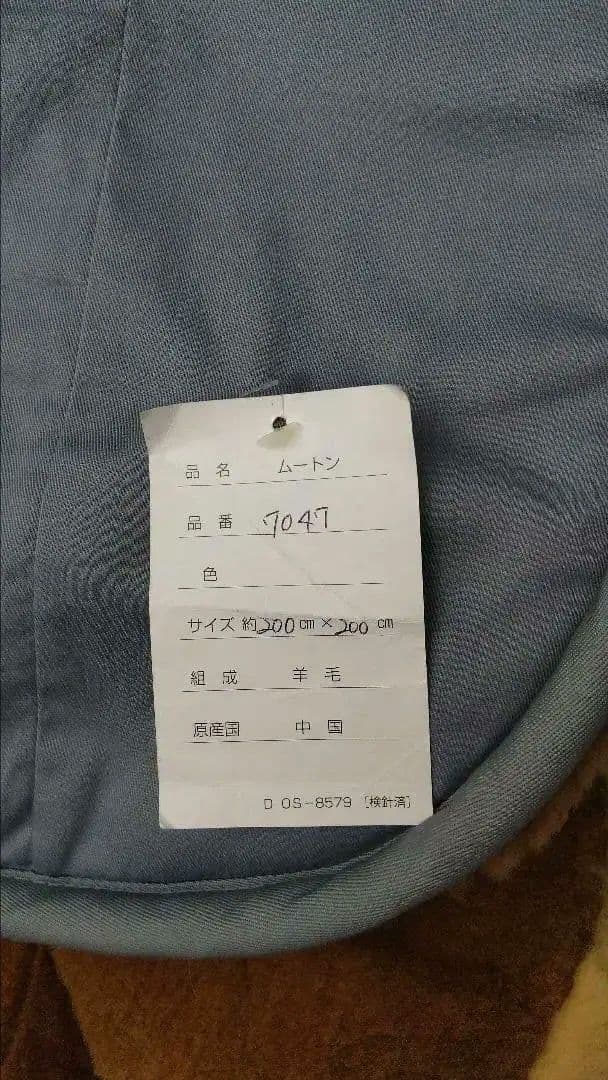 品名 ムートン
品番 7047
色
サイズ 約200cm×200cm
組成 羊毛
原産国 中国
D OS-8579 [検針済]